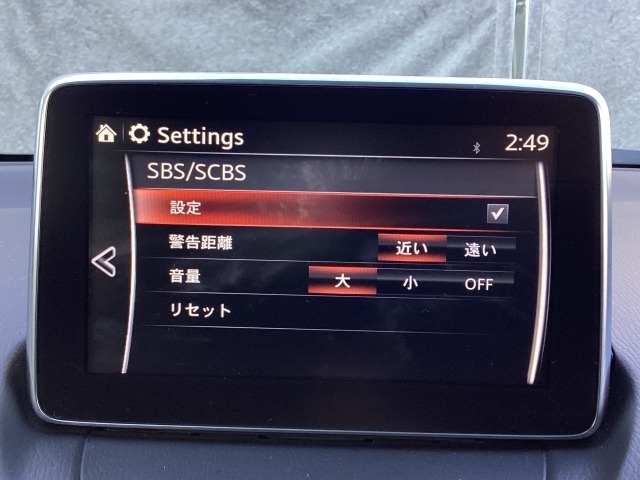 Settings 2:49
SBS/SCBS
設定
警告距離 近い 遠い
音量 大 小 OFF
リセット